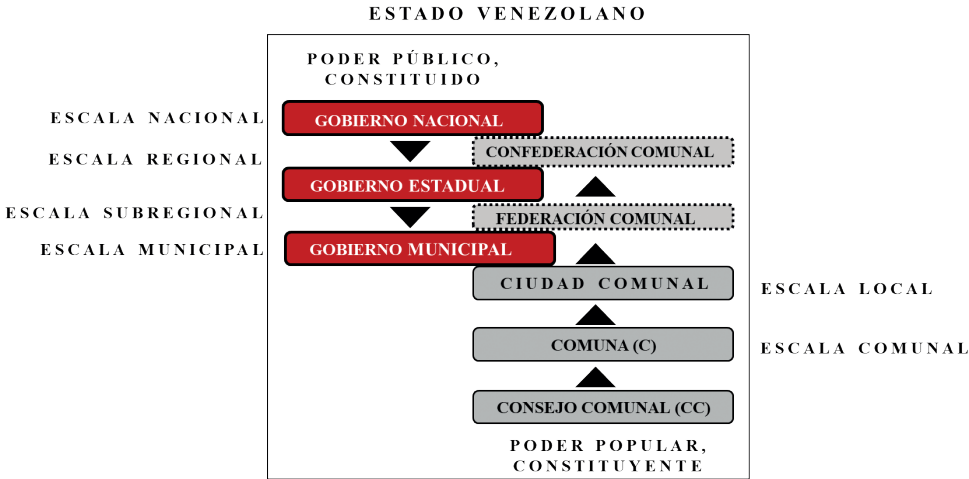 ESTADO VENEZOLANO
PODER PÚBLICO,
CONSTITUIDO
ESCALA NACIONAL
GOBIERNO NACIONAL
CONFEDERACIÓN COMUNAL
ESCALA REGIONAL
GOBIERNO ESTADUAL
ESCALA SUBREGIONAL
FEDERACIÓN COMUNAL
ESCALA MUNICIPAL
GOBIERNO MUNICIPAL
CIUDAD COMUNAL
ESCALA LOCAL
COMUNA (C)
ESCALA COMUNAL
CONSEJO COMUNAL (CC)
PODER POPULAR,
CONSTITUYENTE